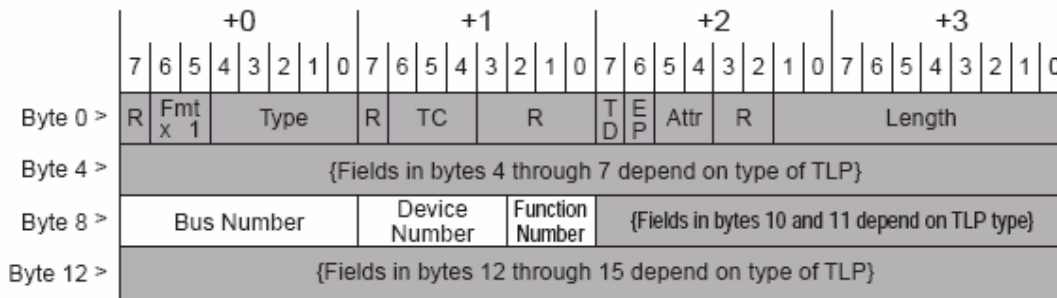 +0 +1 +2 +3
7 6 5 4 3 2 1 0 7 6 5 4 3 2 1 0 7 6 5 4 3 2 1 0 7 6 5 4 3 2 1 0
Byte 0 > R Fmt x 1 Type R TC R TD EP Attr R Length
Byte 4 > {Fields in bytes 4 through 7 depend on type of TLP}
Byte 8 > Bus Number Device Number Function Number {Fields in bytes 10 and 11 depend on TLP type}
Byte 12 > {Fields in bytes 12 through 15 depend on type of TLP}